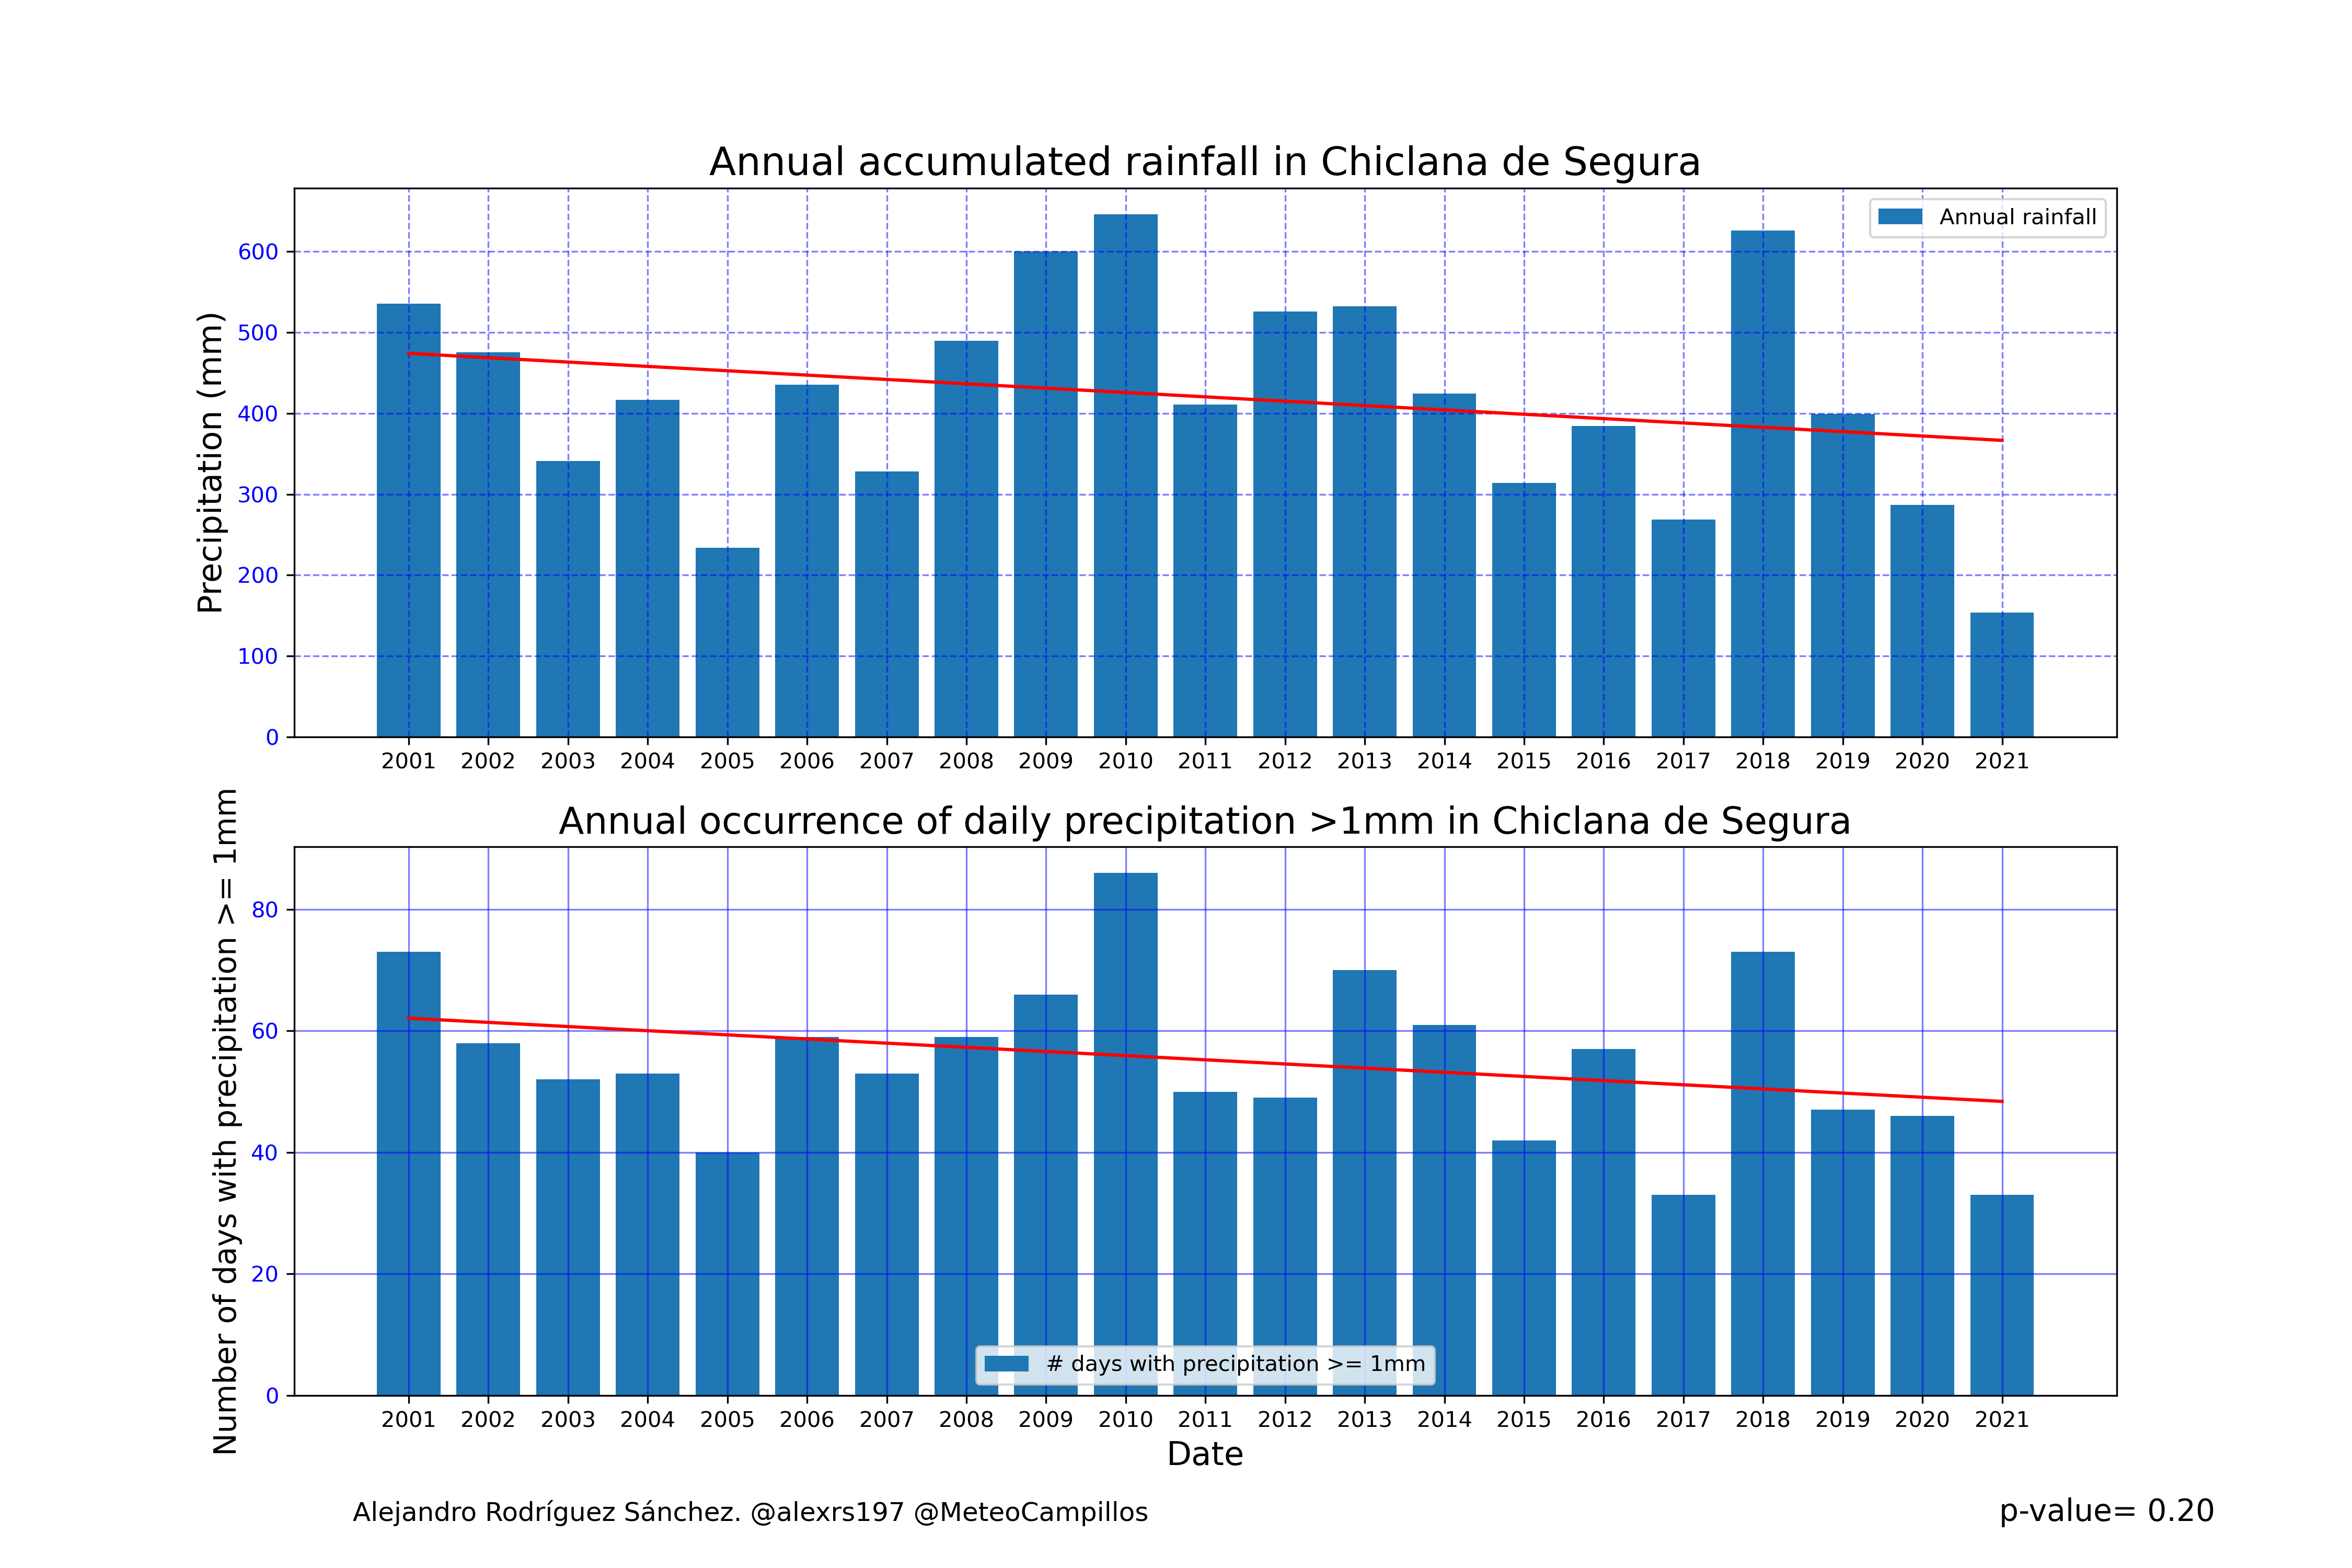 Annual accumulated rainfall in Chiclana de Segura
Annual rainfall
Precipitation (mm)
600
500
400
300
200
100
0
2001 2002 2003 2004 2005 2006 2007 2008 2009 2010 2011 2012 2013 2014 2015 2016 2017 2018 2019 2020 2021
Annual occurrence of daily precipitation >1mm in Chiclana de Segura
Number of days with precipitation >= 1mm
80
60
40
20
0
# days with precipitation >= 1mm
2001 2002 2003 2004 2005 2006 2007 2008 2009 2010 2011 2012 2013 2014 2015 2016 2017 2018 2019 2020 2021
Date
Alejandro Rodríguez Sánchez. @alexrs197 @MeteoCampillos
p-value= 0.20